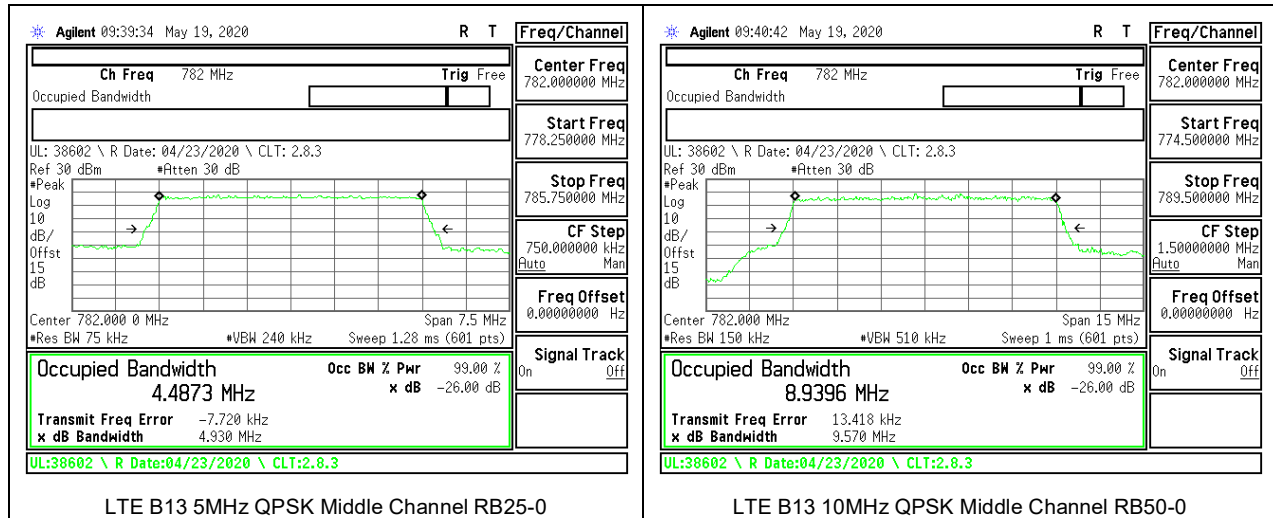 Agilent 09:39:34 May 19, 2020 R T
Freq/Channel
Ch Freq 782 MHz Trig Free
Occupied Bandwidth
Center Freq
782.000000 MHz
Start Freq
778.250000 MHz
Stop Freq
785.750000 MHz
CF Step
750.000000 kHz
Auto Man
Freq Offset
0.00000000 Hz
Signal Track
On Off
UL: 38602 \ R Date: 04/23/2020 \ CLT: 2.8.3
Ref 30 dBm #Atten 30 dB
#Peak
Log
10
dB/
Offst
15
dB
Center 782.000 0 MHz Span 7.5 MHz
#Res BW 75 kHz #VBW 240 kHz Sweep 1.28 ms (601 pts)
Occupied Bandwidth Occ BW % Pwr 99.00 %
4.4873 MHz x dB -26.00 dB
Transmit Freq Error -7.720 kHz
x dB Bandwidth 4.930 MHz
UL:38602 \ R Date:04/23/2020 \ CLT:2.8.3
LTE B13 5MHz QPSK Middle Channel RB25-0
Agilent 09:40:42 May 19, 2020 R T
Freq/Channel
Ch Freq 782 MHz Trig Free
Occupied Bandwidth
Center Freq
782.000000 MHz
Start Freq
774.500000 MHz
Stop Freq
789.500000 MHz
CF Step
1.50000000 MHz
Auto Man
Freq Offset
0.00000000 Hz
Signal Track
On Off
UL: 38602 \ R Date: 04/23/2020 \ CLT: 2.8.3
Ref 30 dBm #Atten 30 dB
#Peak
Log
10
dB/
Offst
15
dB
Center 782.000 MHz Span 15 MHz
#Res BW 150 kHz #VBW 510 kHz Sweep 1 ms (601 pts)
Occupied Bandwidth Occ BW % Pwr 99.00 %
8.9396 MHz x dB -26.00 dB
Transmit Freq Error 13.418 kHz
x dB Bandwidth 9.570 MHz
UL:38602 \ R Date:04/23/2020 \ CLT:2.8.3
LTE B13 10MHz QPSK Middle Channel RB50-0